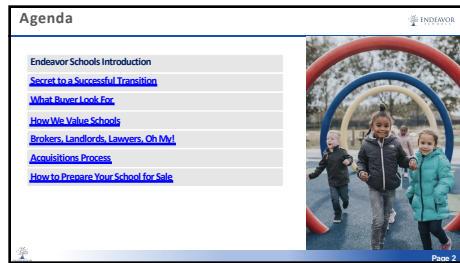 Agenda
ENDEAVOR
SCHOOLS
Endeavor Schools Introduction
Secret to a Successful Transition
What Buyer Look For
How We Value Schools
Brokers, Landlords, Lawyers, Oh My!
Acquisitions Process
How to Prepare Your School for Sale
Page 2